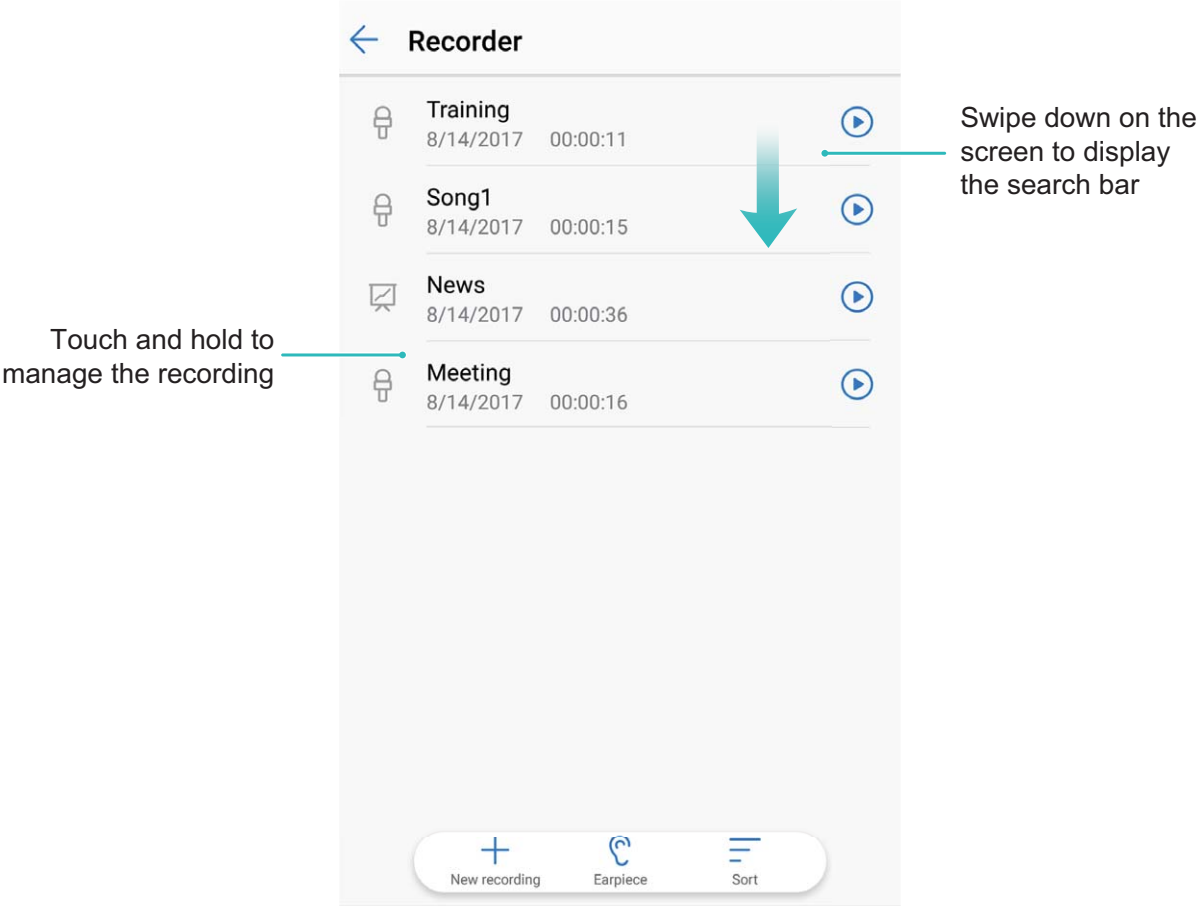 Recorder
Training
8/14/2017 00:00:11
Swipe down on the
screen to display
the search bar
Song1
8/14/2017 00:00:15
News
8/14/2017 00:00:36
Touch and hold to
manage the recording
Meeting
8/14/2017 00:00:16
New recording
Earpiece
Sort